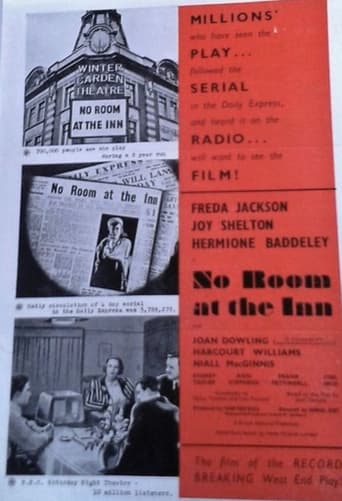 WINTER
GARDEN
THEATRE
NO ROOM
AT THE INN
700,000 people saw the play
during a 2 year run
DAILY EXPRESS
No Room at the Inn
Daily circulation of 4 day serial
in the Daily Express was 3,798,275.
B.B.C. Saturday Night Theatre -
10 million listeners.
MILLIONS'
who have seen the
PLAY...
followed the
SERIAL
in the Daily Express,
and heard it on the
RADIO...
will want to see the
FILM!
FREDA JACKSON
JOY SHELTON
HERMIONE BADDELEY
No Room
at the Inn
JOAN DOWLING
HARCOURT WILLIAMS
NIALL MacGINNIS
The film of the RECORD
BREAKING West End Play!